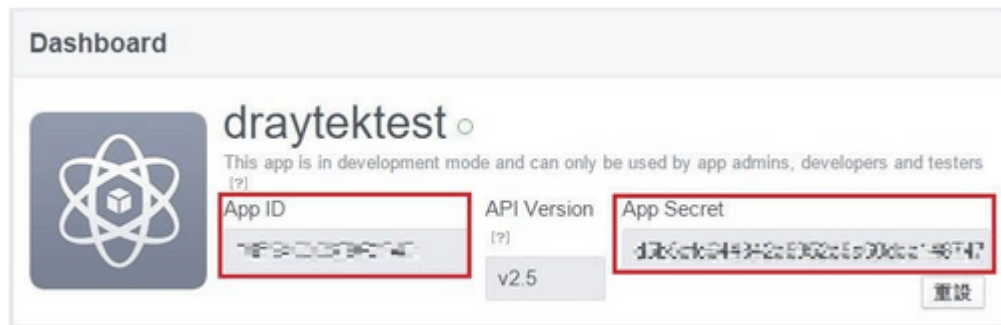 Dashboard
draytektest
This app is in development mode and can only be used by app admins, developers and testers
[?]
App ID
API Version
[?]
v2.5
App Secret
重設